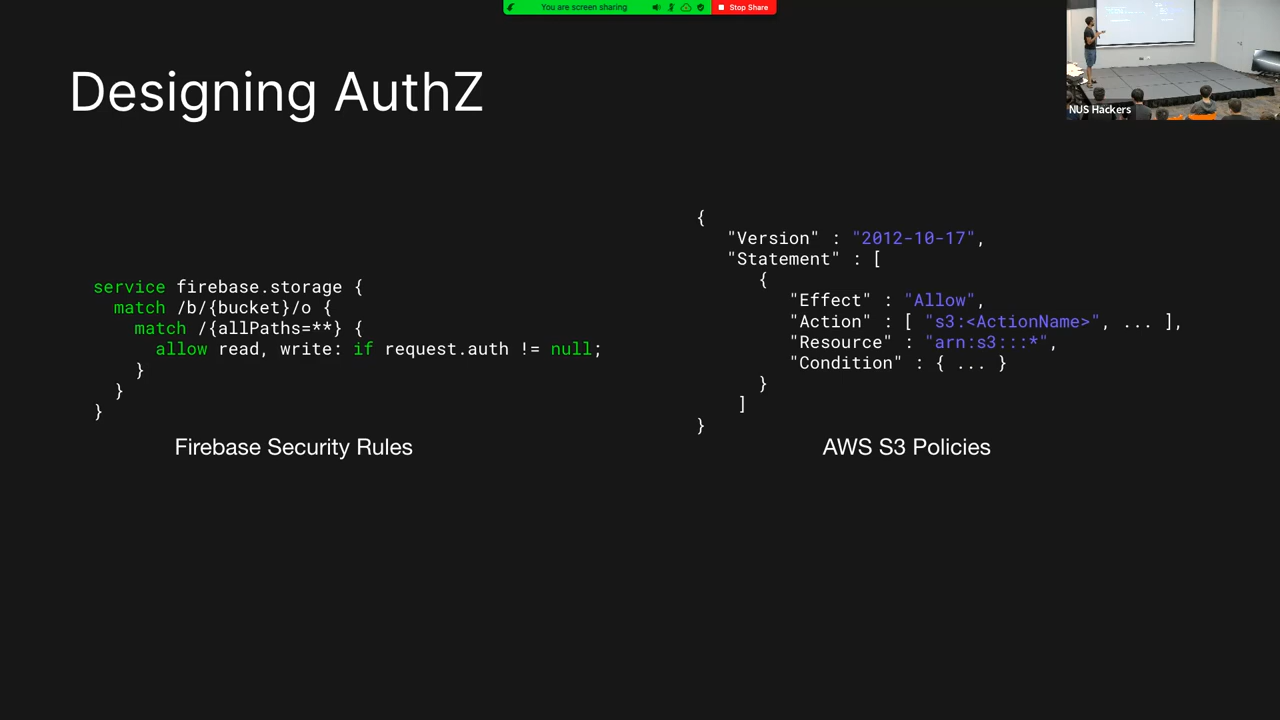 You are screen sharing
Stop Share
Designing AuthZ
NUS Hackers
service firebase.storage {
match /b/{bucket}/o {
match /{allPaths=**} {
allow read, write: if request.auth != null;
}
}
}
Firebase Security Rules
{
"Version" : "2012-10-17",
"Statement" : [
{
"Effect" : "Allow",
"Action" : [ "s3:<ActionName>", ... ],
"Resource" : "arn:s3:::*",
"Condition" : { ... }
}
]
}
AWS S3 Policies